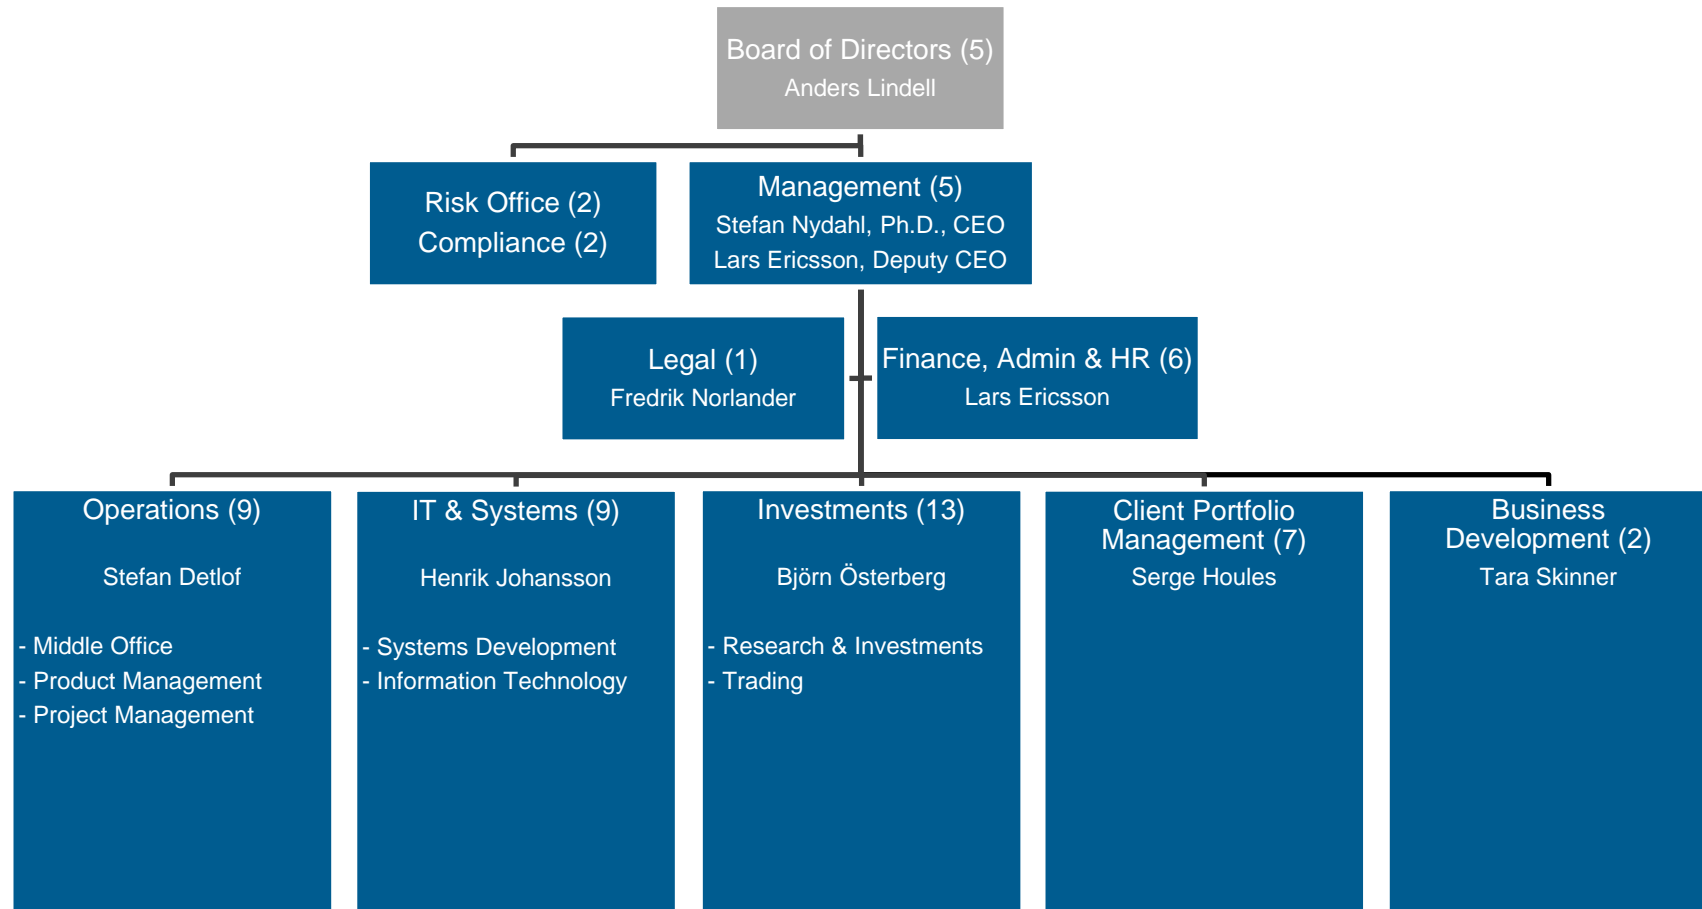 Board of Directors (5)
Anders Lindell
Risk Office (2)
Compliance (2)
Management (5)
Stefan Nydahl, Ph.D., CEO
Lars Ericsson, Deputy CEO
Legal (1)
Fredrik Norlander
Finance, Admin & HR (6)
Lars Ericsson
Operations (9)
Stefan Detlof
- Middle Office
- Product Management
- Project Management
IT & Systems (9)
Henrik Johansson
- Systems Development
- Information Technology
Investments (13)
Björn Österberg
- Research & Investments
- Trading
Client Portfolio
Management (7)
Serge Houles
Business
Development (2)
Tara Skinner